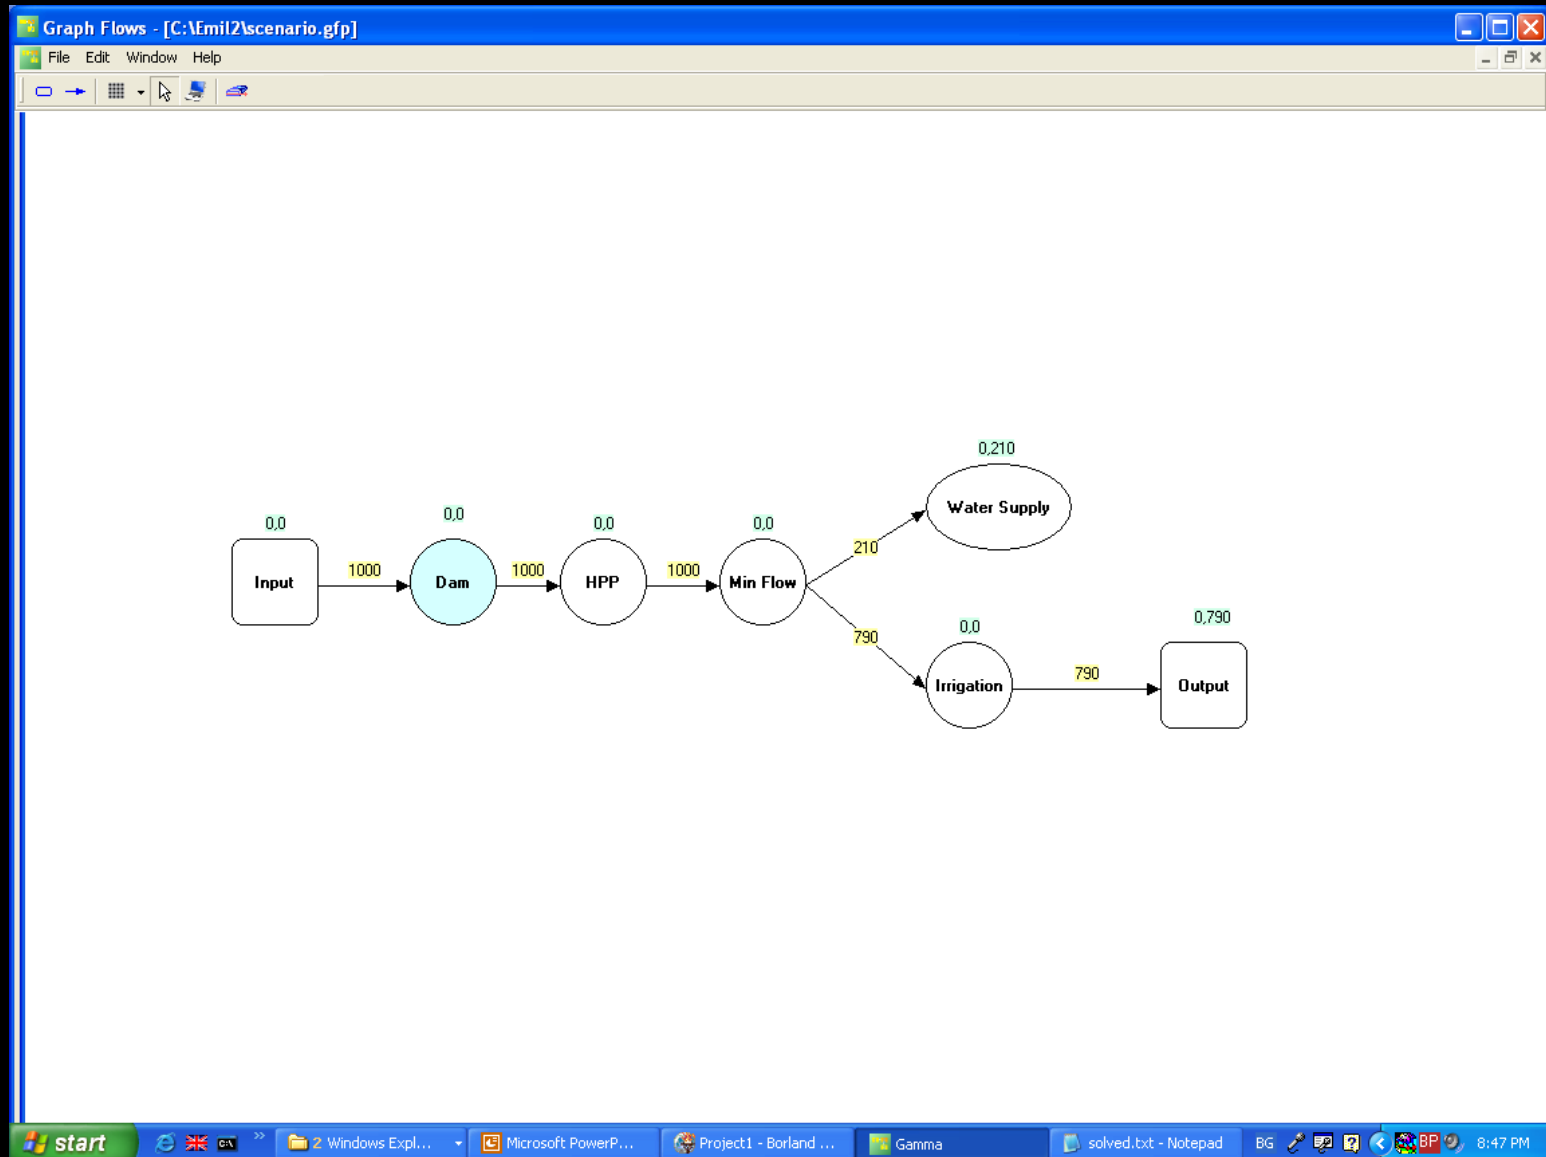 Graph Flows - [C:\Emil2\scenario.gfp]
File Edit Window Help
0,210
Water Supply
0,0
0,0
0,0
0,0
210
1000
1000
1000
Input
Dam
HPP
Min Flow
790
0,0
0,790
790
Irrigation
Output
start
C:\
2 Windows Expl...
Microsoft PowerP...
Project1 - Borland ...
Gamma
solved.txt - Notepad
BG
BP
8:47 PM